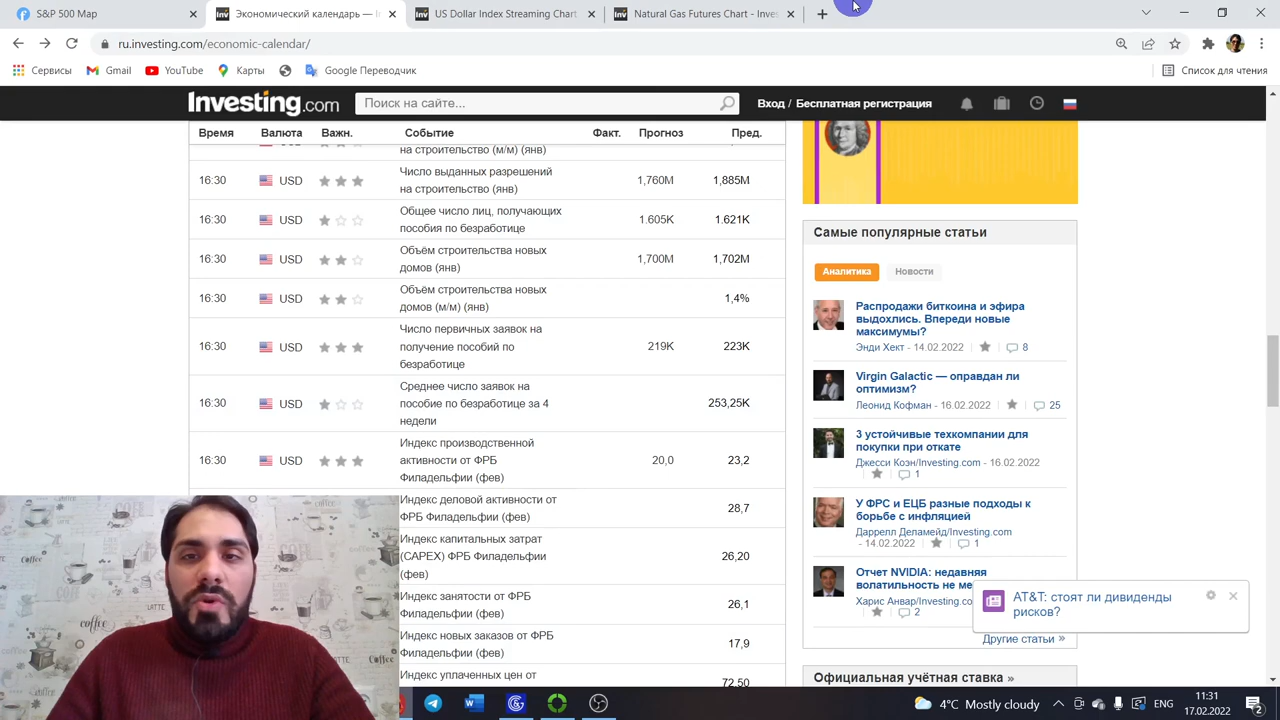 S&P 500 Map
Экономический календарь — I
US Dollar Index Streaming Chart
Natural Gas Futures Chart - Inves
ru.investing.com/economic-calendar/
Сервисы
Gmail
YouTube
Карты
Google Переводчик
Список для чтения
Investing.com
Поиск на сайте...
Вход / Бесплатная регистрация
Время Валюта Важн. Событие Факт. Прогноз Пред.
на строительство (м/м) (янв)
16:30 USD Число выданных разрешений 1,760M 1,885M
на строительство (янв)
16:30 USD Общее число лиц, получающих 1.605K 1.621K
пособия по безработице
16:30 USD Объём строительства новых 1,700M 1,702M
домов (янв)
16:30 USD Объём строительства новых 1,4%
домов (м/м) (янв)
Число первичных заявок на
16:30 USD получение пособий по 219K 223K
безработице
Среднее число заявок на
16:30 USD пособие по безработице за 4 253,25K
недели
Индекс производственной
16:30 USD активности от ФРБ 20,0 23,2
Филадельфии (фев)
Индекс деловой активности от 28,7
ФРБ Филадельфии (фев)
Индекс капитальных затрат
(CAPEX) ФРБ Филадельфии 26,20
(фев)
Индекс занятости от ФРБ 26,1
Филадельфии (фев)
Индекс новых заказов от ФРБ 17,9
Филадельфии (фев)
Индекс уплаченных цен от 72,50
Самые популярные статьи
Аналитика Новости
Распродажи биткоина и эфира
выдохлись. Впереди новые
максимумы?
Энди Хект - 14.02.2022 8
Virgin Galactic — оправдан ли
оптимизм?
Леонид Кофман - 16.02.2022 25
3 устойчивые техкомпании для
покупки при откате
Джесси Коэн/Investing.com - 16.02.2022
1
У ФРС и ЕЦБ разные подходы к
борьбе с инфляцией
Даррелл Деламейд/Investing.com
- 14.02.2022 1
Отчет NVIDIA: недавняя
волатильность не ме
Харис Анвар/Investing.co
2
Другие статьи »
Официальная учётная ставка »
AT&T: стоят ли дивиденды
рисков?
Coffee
coffee
Coffee
4°C Mostly cloudy
11:31
17.02.2022
2